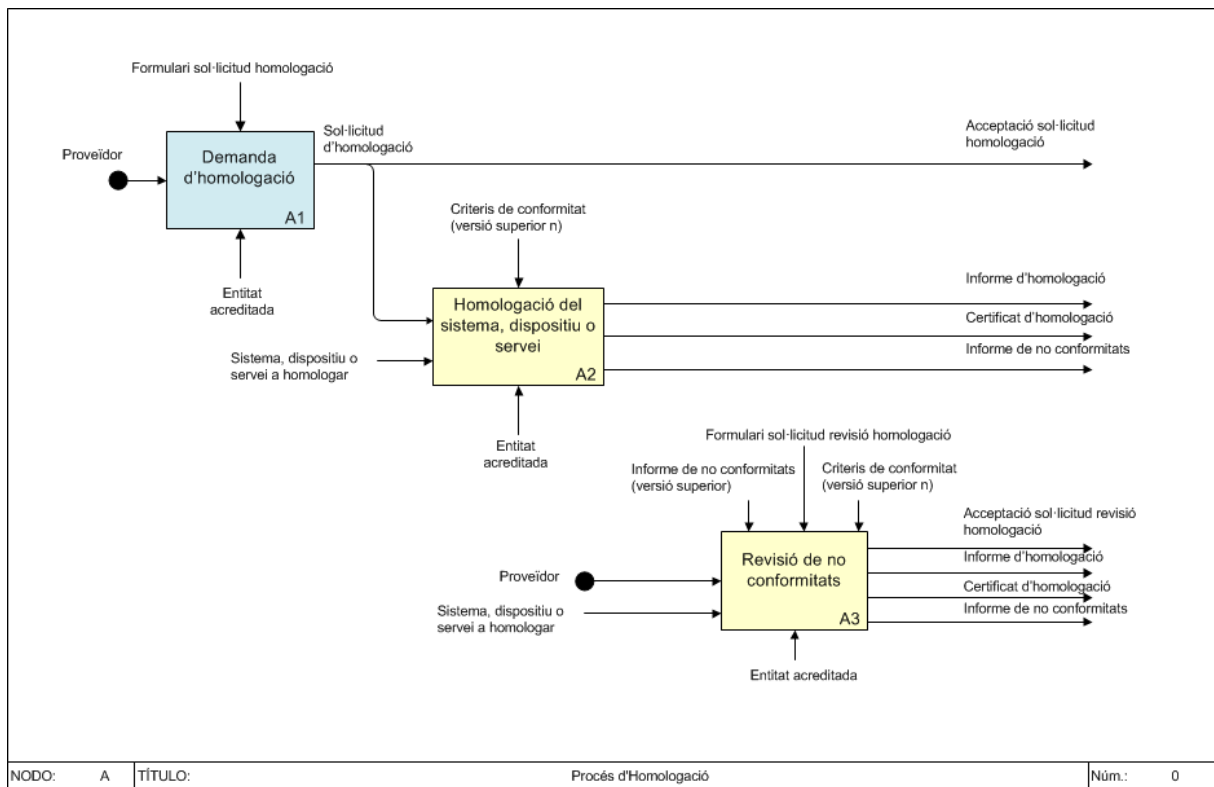 Formulari sol·licitud homologació
Proveïdor
Demanda
d'homologació
A1
Sol·licitud
d'homologació
Acceptació sol·licitud
homologació
Entitat
acreditada
Criteris de conformitat
(versió superior n)
Homologació del
sistema, dispositiu o
servei
A2
Sistema, dispositiu o
servei a homologar
Informe d'homologació
Certificat d'homologació
Informe de no conformitats
Entitat
acreditada
Formulari sol·licitud revisió homologació
Informe de no conformitats
(versió superior)
Criteris de conformitat
(versió superior n)
Revisió de no
conformitats
A3
Proveïdor
Sistema, dispositiu o
servei a homologar
Acceptació sol·licitud revisió
homologació
Informe d'homologació
Certificat d'homologació
Informe de no conformitats
Entitat acreditada
NODO: A TÍTULO: Procés d'Homologació Núm.: 0